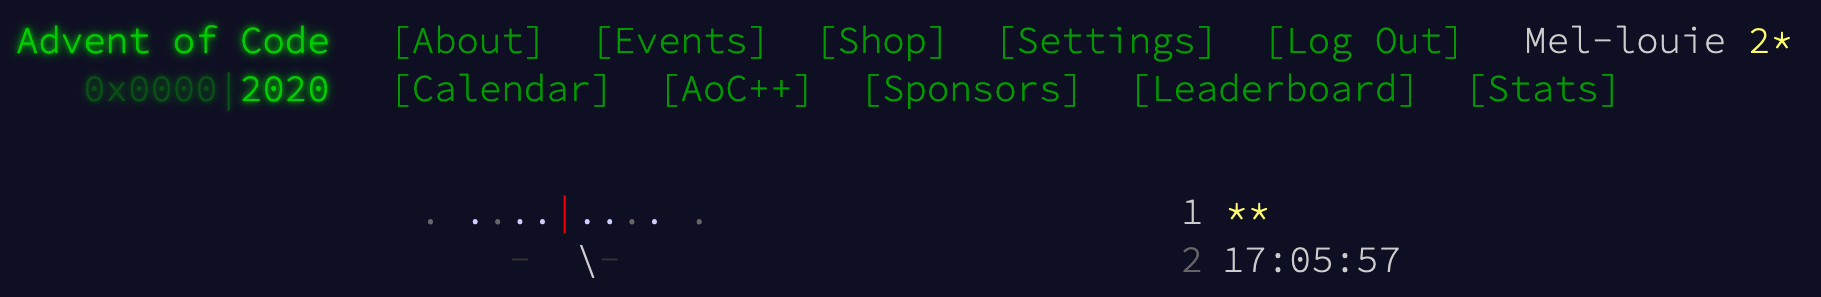 Advent of Code [About] [Events] [Shop] [Settings] [Log Out] Mel-louie 2*
0x0000|2020 [Calendar] [AoC++] [Sponsors] [Leaderboard] [Stats]
. ....|.... . 1 **
- \- 2 17:05:57